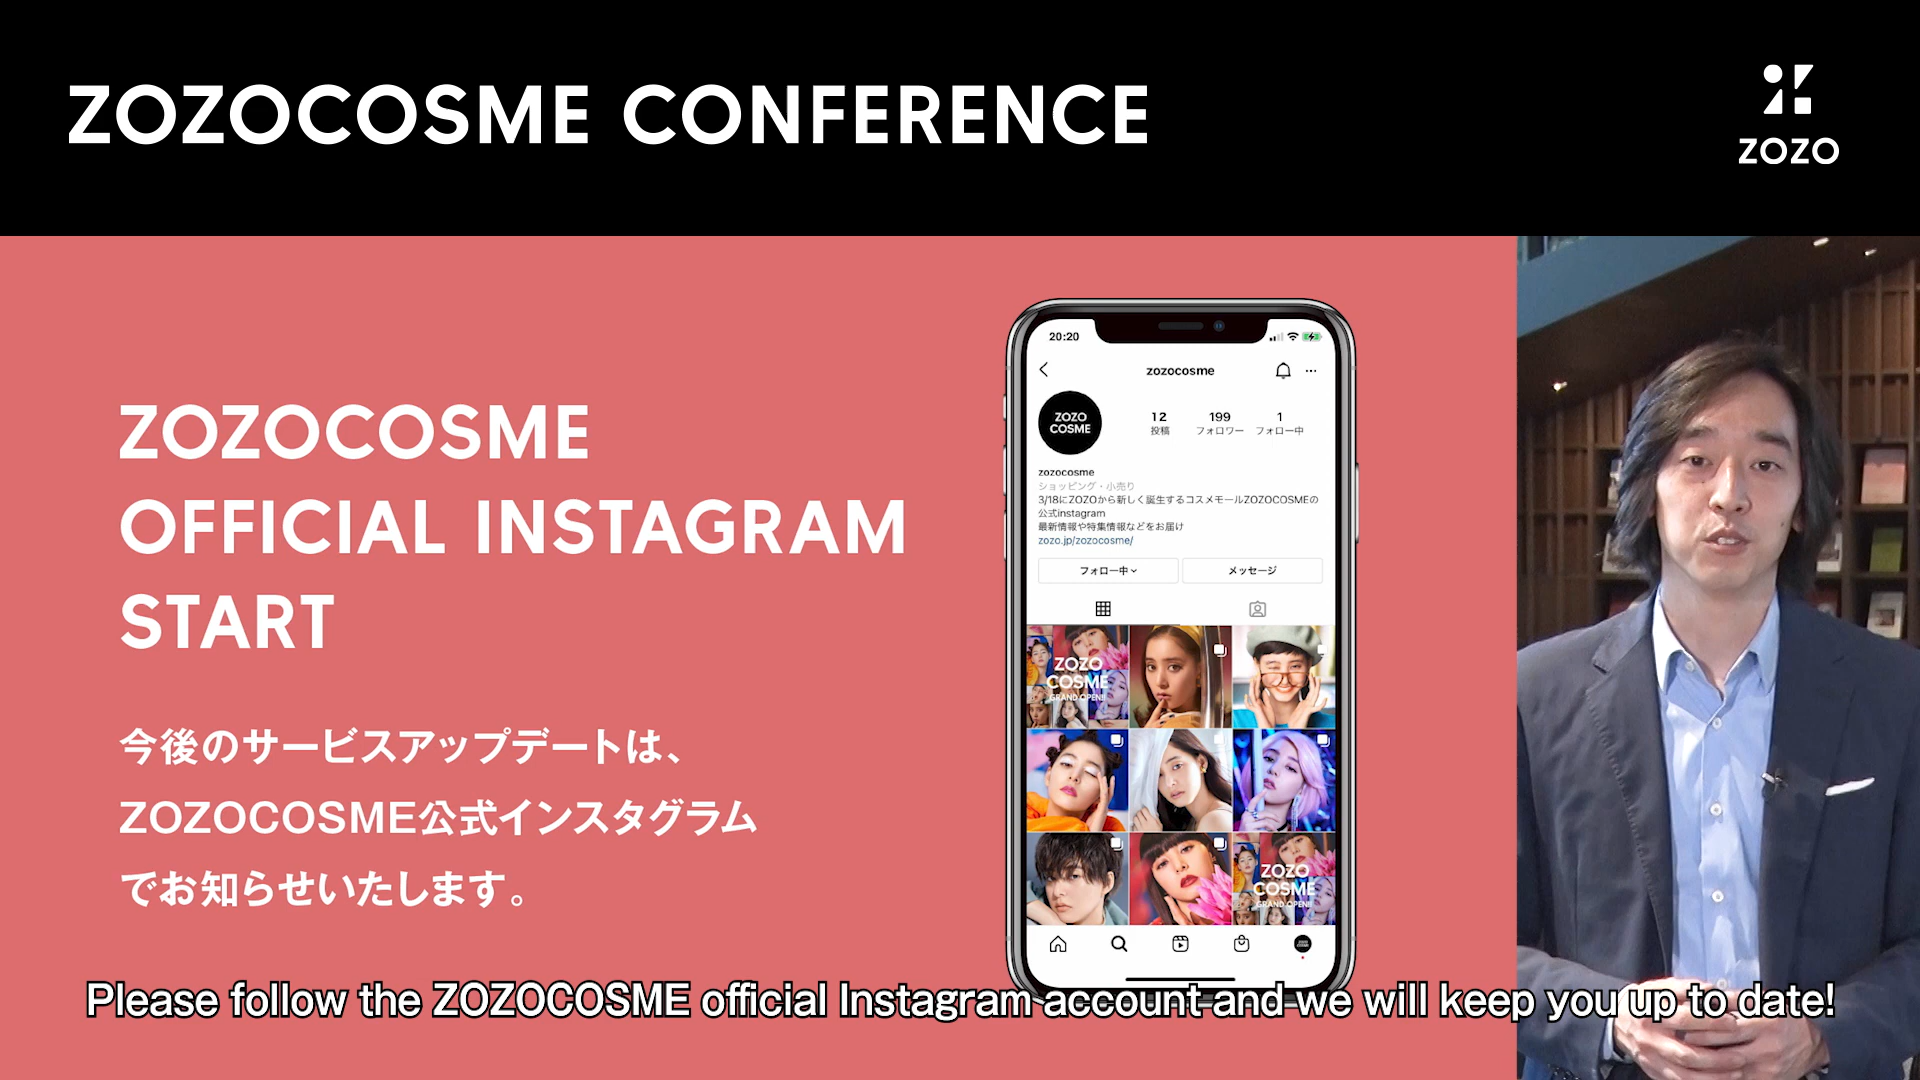 ZOZOCOSME CONFERENCE
ZOZO
ZOZOCOSME
OFFICIAL INSTAGRAM
START
今後のサービスアップデートは、
ZOZOCOSME公式インスタグラム
でお知らせいたします。
20:20
zozocosme
ZOZO
COSME
12
投稿
199
フォロワー
1
フォロー中
zozocosme
ショッピング・小売り
3/18にZOZOから新しく誕生するコスメモールZOZOCOSMEの
公式instagram
最新情報や特集情報などをお届け
zozo.jp/zozocosme/
フォロー中
メッセージ
ZOZO
COSME
GRAND OPEN!!
ZOZO
COSME
GRAND OPEN!!
Please follow the ZOZOCOSME official Instagram account and we will keep you up to date!